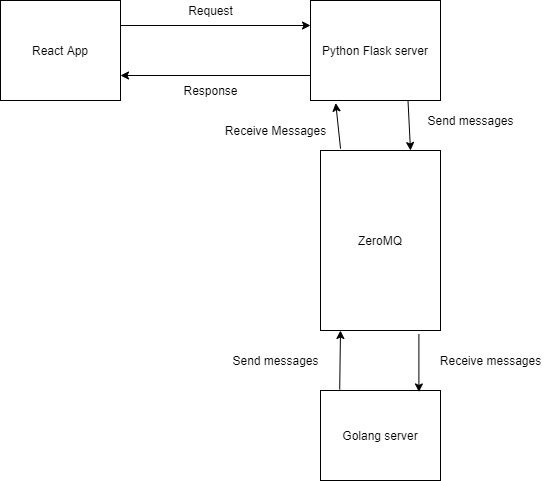 Request
React App
Python Flask server
Response
Receive Messages
Send messages
ZeroMQ
Send messages
Receive messages
Golang server